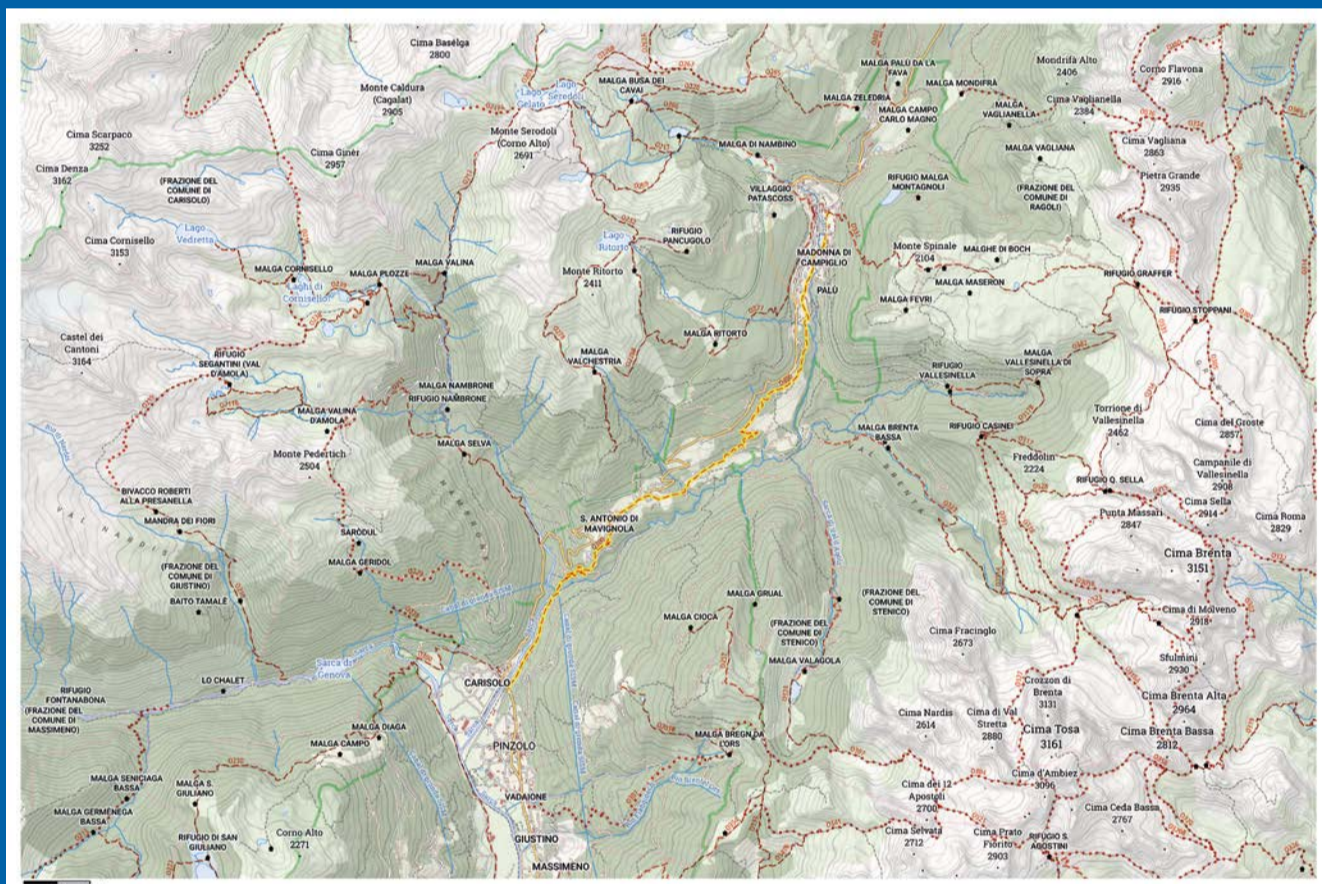 Cima Baselga
2800
Monte Caldura
(Cagalat)
2905
Cima Scarpaco
3252
Cima Denza
3162
Cima Ginèr
2957
(FRAZIONE DEL
COMUNE DI
CARISOLO)
Lago
Vedretta
Cima Cornisello
3153
MALGA CORNISELLO
Laghi di
Cornisello
MALGA PLOZZE
MALGA VALINA
Lago
Gelato
Lago
Serodoli
MALGA BUSA DEI
CAVAI
Monte Serodoli
(Corno Alto)
2691
MALGA DI NAMBINO
VILLAGGIO
PATASCOSS
Lago
Ritorto
RIFUGIO
PANCUGOLO
Monte Ritorto
2411
MALGA RITORTO
MALGA
VALCHESTRIA
MALGA PALÙ DA LA
FAVA
MALGA ZELEDRIA
MALGA CAMPO
CARLO MAGNO
MALGA MONDIFRÀ
Mondrifà Alto
2406
MALGA
VAGLIANELLA
Cima Vaglianella
2384
Corno Flavona
2916
MALGA VAGLIANA
Cima Vagliana
2863
Pietra Grande
2935
RIFUGIO MALGA
MONTAGNOLI
(FRAZIONE DEL
COMUNE DI
RAGOLI)
MADONNA DI
CAMPIGLIO
PALÙ
Monte Spinale
2104
MALGHE DI BOCH
MALGA MASERON
MALGA FEVRI
RIFUGIO GRAFFER
RIFUGIO STOPPANI
Castel dei
Cantoni
3164
RIFUGIO
SEGANTINI (VAL
D'AMOLA)
MALGA VALINA
D'AMOLA
MALGA NAMBRONE
RIFUGIO NAMBRONE
MALGA SELVA
Monte Pedertich
2504
RIFUGIO
VALLESINELLA
MALGA
VALLESINELLA DI
SOPRA
MALGA BRENTA
BASSA
RIFUGIO CASINEI
Torrione di
Vallesinella
2462
Cima del Groste
2857
Freddolin
2224
Campanile di
Vallesinella
2908
RIFUGIO Q. SELLA
Cima Sella
2914
Punta Massari
2847
Cima Roma
2829
VAL BRENTA
BIVACCO ROBERTI
ALLA PRESANELLA
MANDRA DEI FIORI
VAL NARDIS
SARÒDUL
MALGA GERIDOL
(FRAZIONE DEL
COMUNE DI
GIUSTINO)
BAITO TAMALÈ
S. ANTONIO DI
MAVIGNOLA
Cima Brenta
3151
MALGA GRUAL
MALGA CIOCA
(FRAZIONE DEL
COMUNE DI
STENICO)
(FRAZIONE DEL
COMUNE DI
STENICO)
MALGA VALAGOLA
Cima Fracinglo
2673
Cima di Molveno
2918
Sfulmini
2930
Crozzon di
Brenta
3131
Cima Brenta Alta
2964
Sarca di
Genova
LO CHALET
CARISOLO
RIFUGIO
FONTANABONA
(FRAZIONE DEL
COMUNE DI
MASSIMENO)
MALGA DIAGA
MALGA CAMPO
PINZOLO
MALGA BREGN DA
L'ORS
Cima Nardis
2614
Cima di Val
Stretta
2880
Cima Tosa
3161
Cima Brenta Bassa
2812
MALGA SENICIAGA
BASSA
MALGA S.
GIULIANO
VADAIONE
Cima dei 12
Apostoli
2700
Cima d'Ambiez
3096
Cima Ceda Bassa
2767
MALGA GERMENEGA
BASSA
RIFUGIO DI SAN
GIULIANO
Corno Alto
2271
GIUSTINO
MASSIMENO
Cima Selvata
2712
Cima Prato
Fiorito
2903
RIFUGIO S.
AGOSTINI